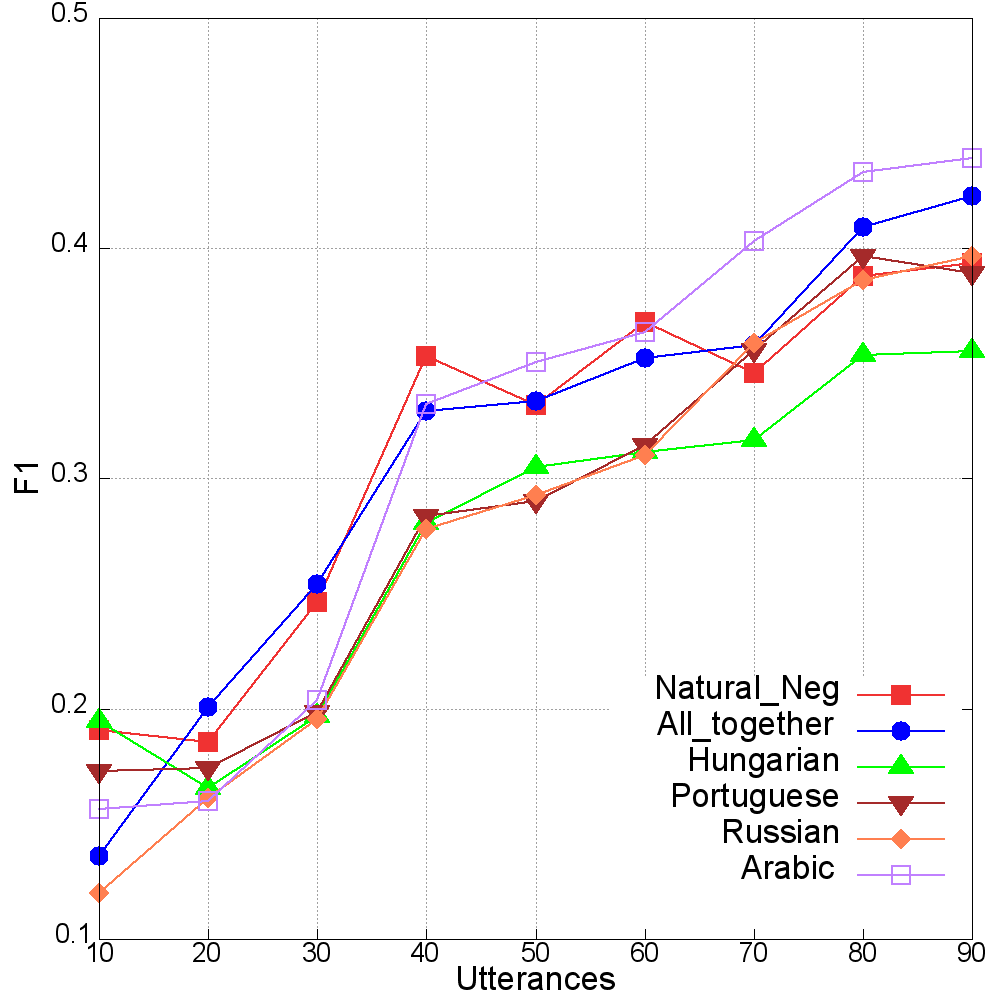 0.5
0.4
0.3
0.2
0.1
F1
Natural_Neg
All_together
Hungarian
Portuguese
Russian
Arabic
10 20 30 40 50 60 70 80 90
Utterances